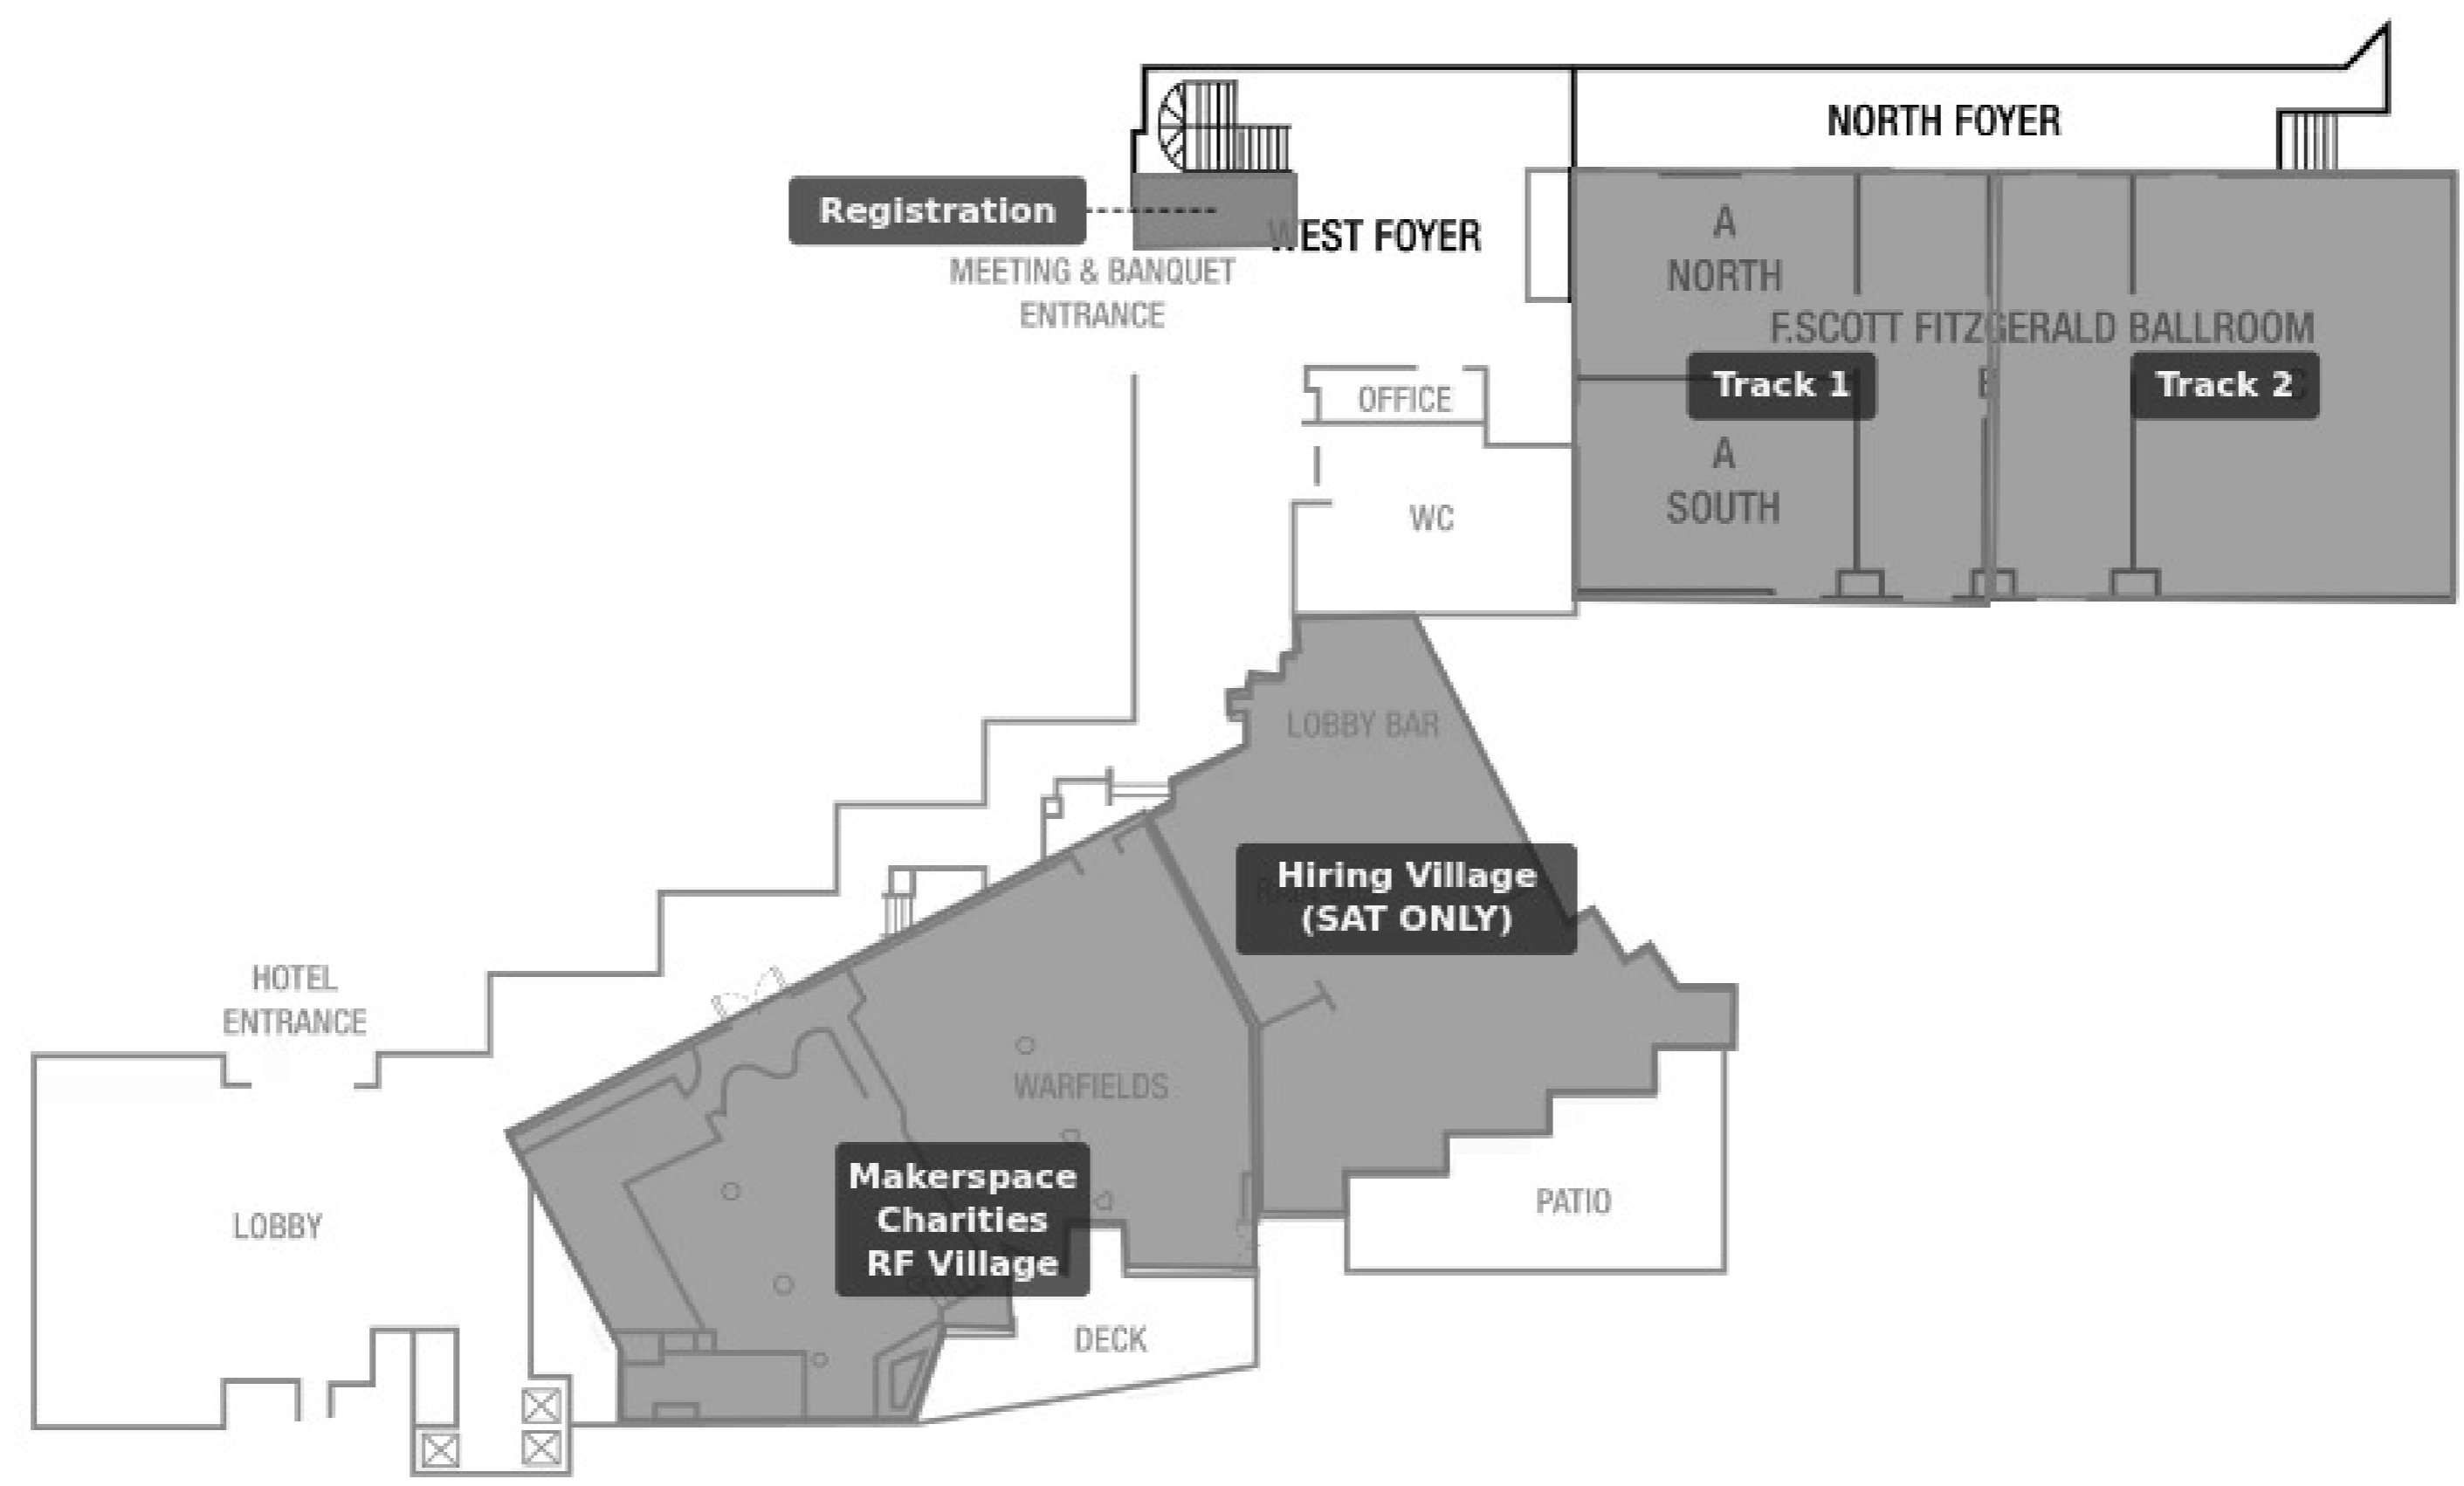 NORTH FOYER
Registration
WEST FOYER
MEETING & BANQUET
ENTRANCE
A
NORTH
F.SCOTT FITZGERALD BALLROOM
Track 1
Track 2
OFFICE
A
SOUTH
WC
LOBBY BAR
Hiring Village
(SAT ONLY)
HOTEL
ENTRANCE
WARFIELDS
Makerspace
Charities
RF Village
LOBBY
PATIO
DECK